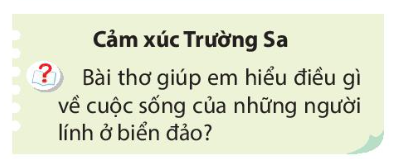 Cảm xúc Trường Sa
Bài thơ giúp em hiểu điều gì
về cuộc sống của những người
lính ở biển đảo?